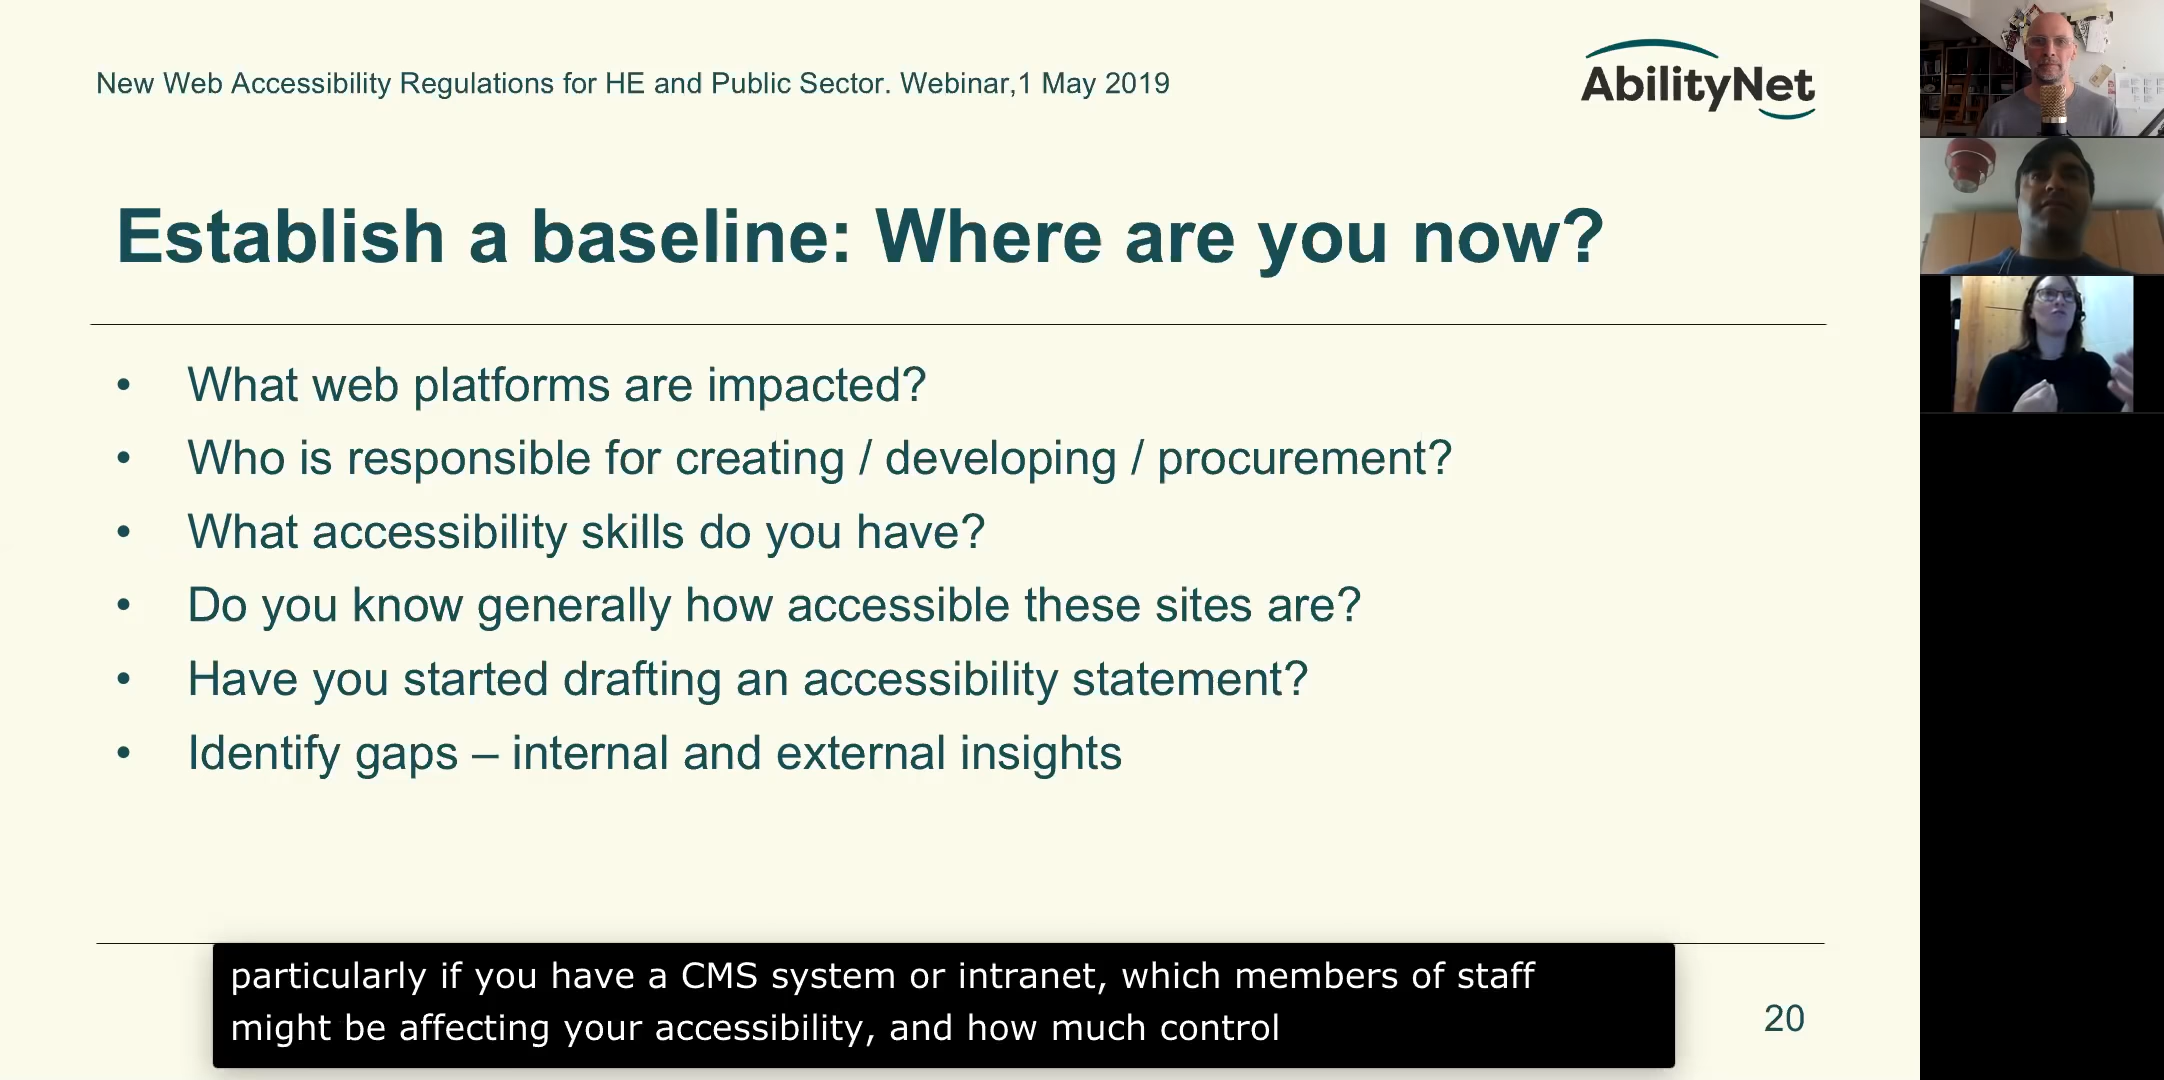 New Web Accessibility Regulations for HE and Public Sector. Webinar,1 May 2019
AbilityNet
Establish a baseline: Where are you now?
• What web platforms are impacted?
• Who is responsible for creating / developing / procurement?
• What accessibility skills do you have?
• Do you know generally how accessible these sites are?
• Have you started drafting an accessibility statement?
• Identify gaps – internal and external insights
particularly if you have a CMS system or intranet, which members of staff
might be affecting your accessibility, and how much control
20